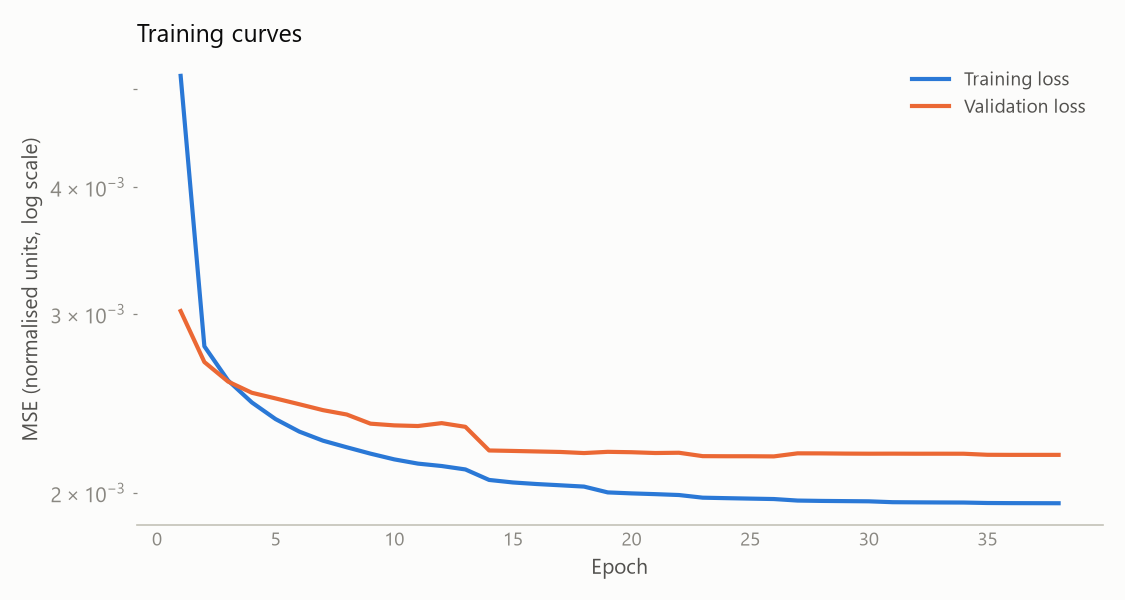 Training curves
Training loss
Validation loss
MSE (normalised units, log scale)
4 × 10⁻³
3 × 10⁻³
2 × 10⁻³
0 5 10 15 20 25 30 35
Epoch